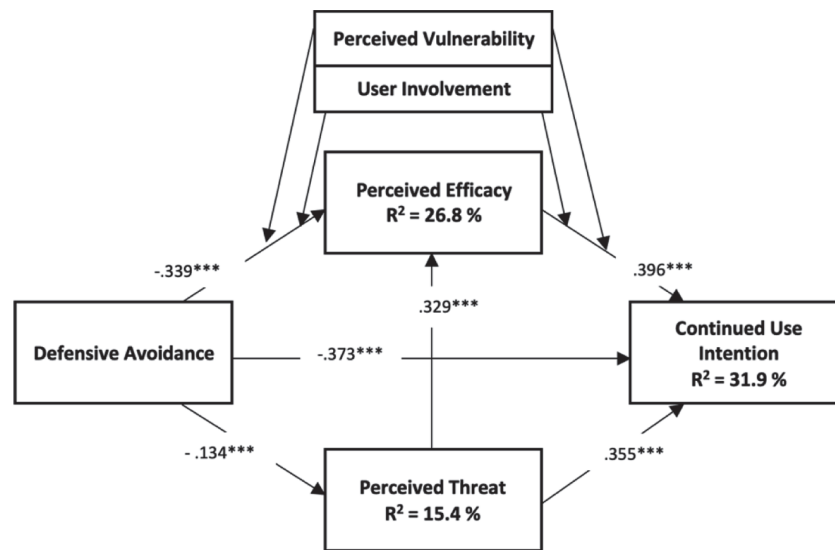 Perceived Vulnerability
User Involvement
Perceived Efficacy
R² = 26.8 %
-.339***
.396***
.329***
Defensive Avoidance
-.373***
Continued Use
Intention
R² = 31.9 %
- .134***
.355***
Perceived Threat
R² = 15.4 %